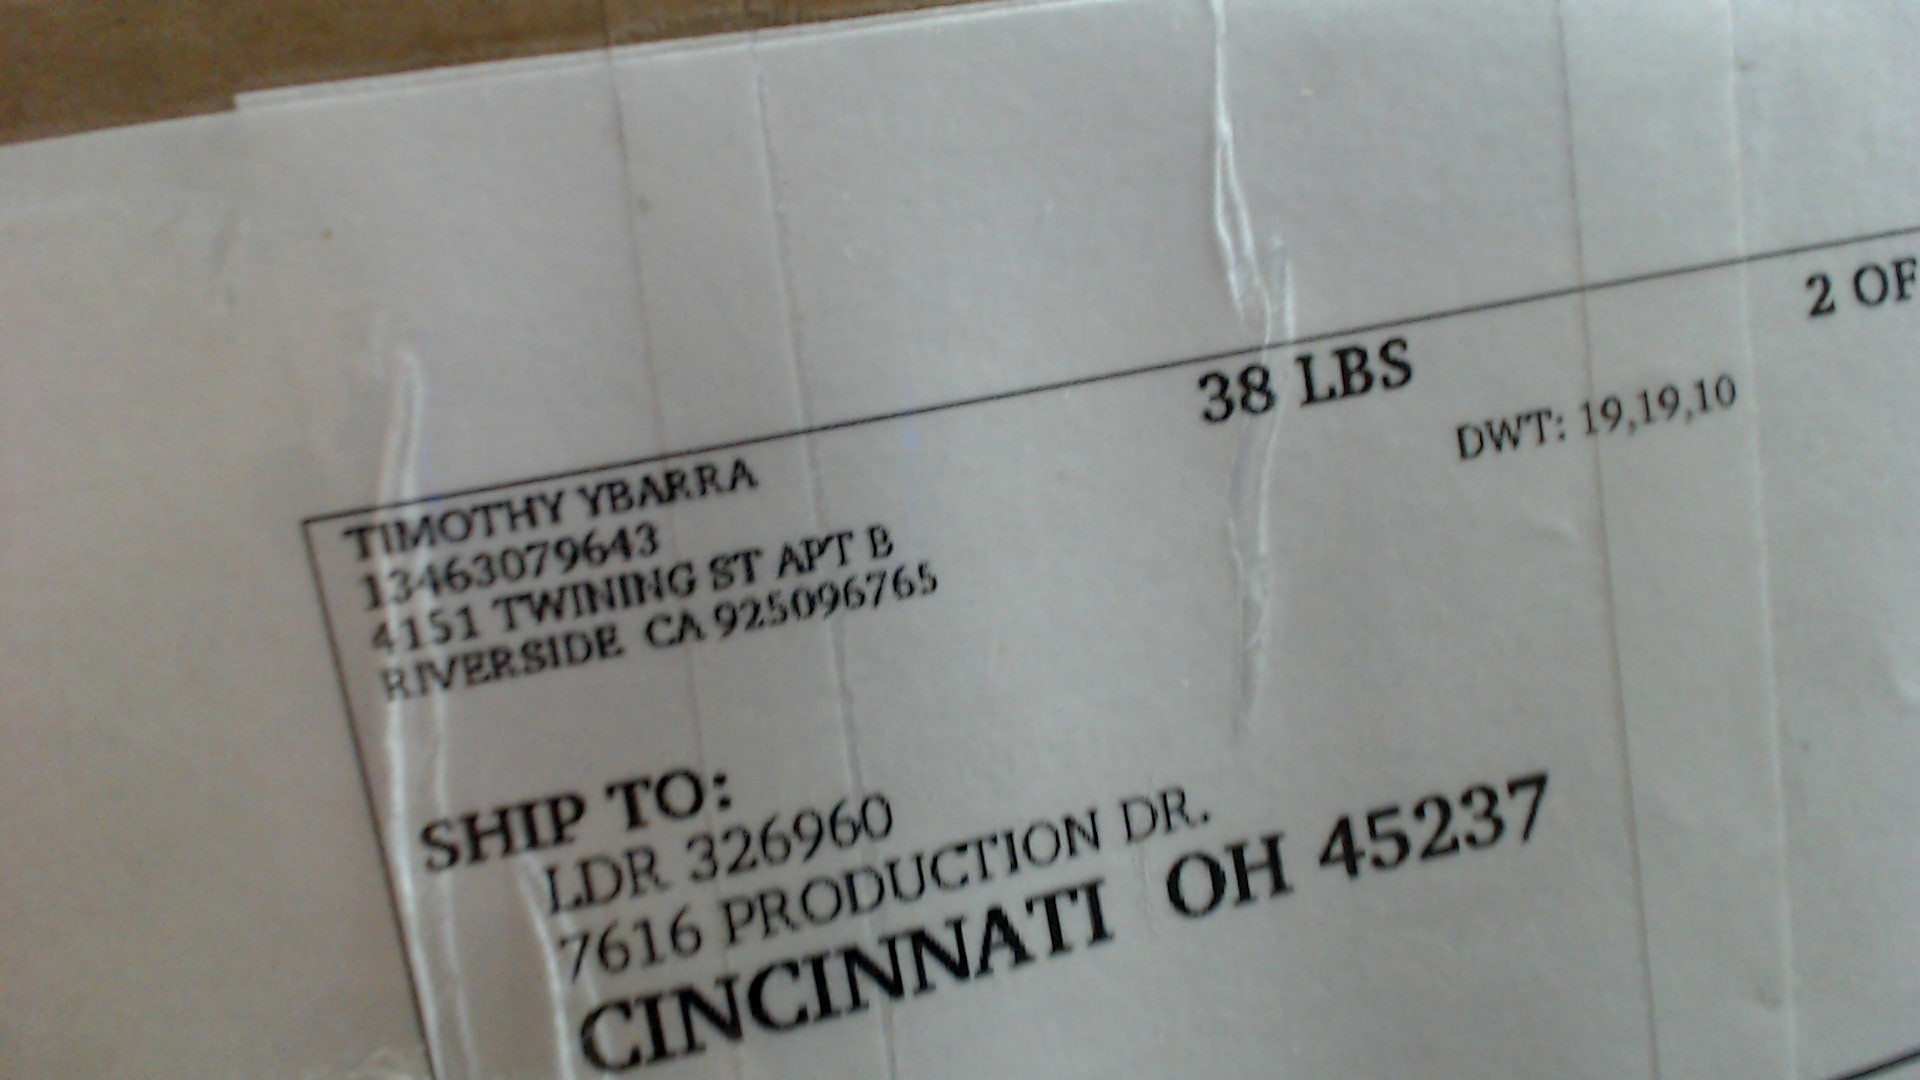 38 LBS
2 OF
DWT: 19,19,10
TIMOTHY YBARRA
13463079643
4151 TWINING ST APT B
RIVERSIDE CA 925096765
SHIP TO:
LDR 326960
7616 PRODUCTION DR.
CINCINNATI OH 45237